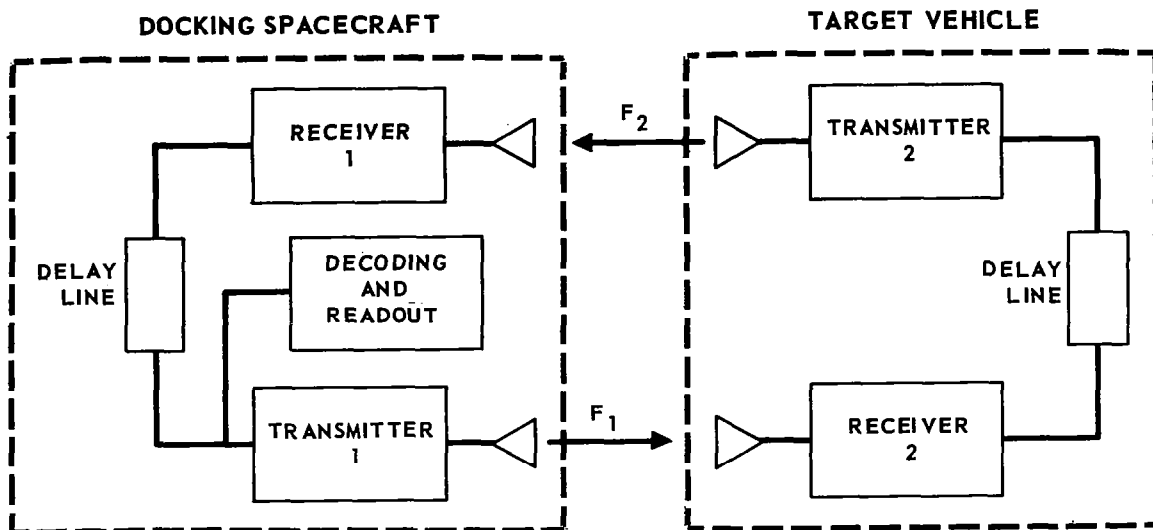 DOCKING SPACECRAFT
TARGET VEHICLE
RECEIVER
1
F2
TRANSMITTER
2
DELAY
LINE
DECODING
AND
READOUT
DELAY
LINE
TRANSMITTER
1
F1
RECEIVER
2